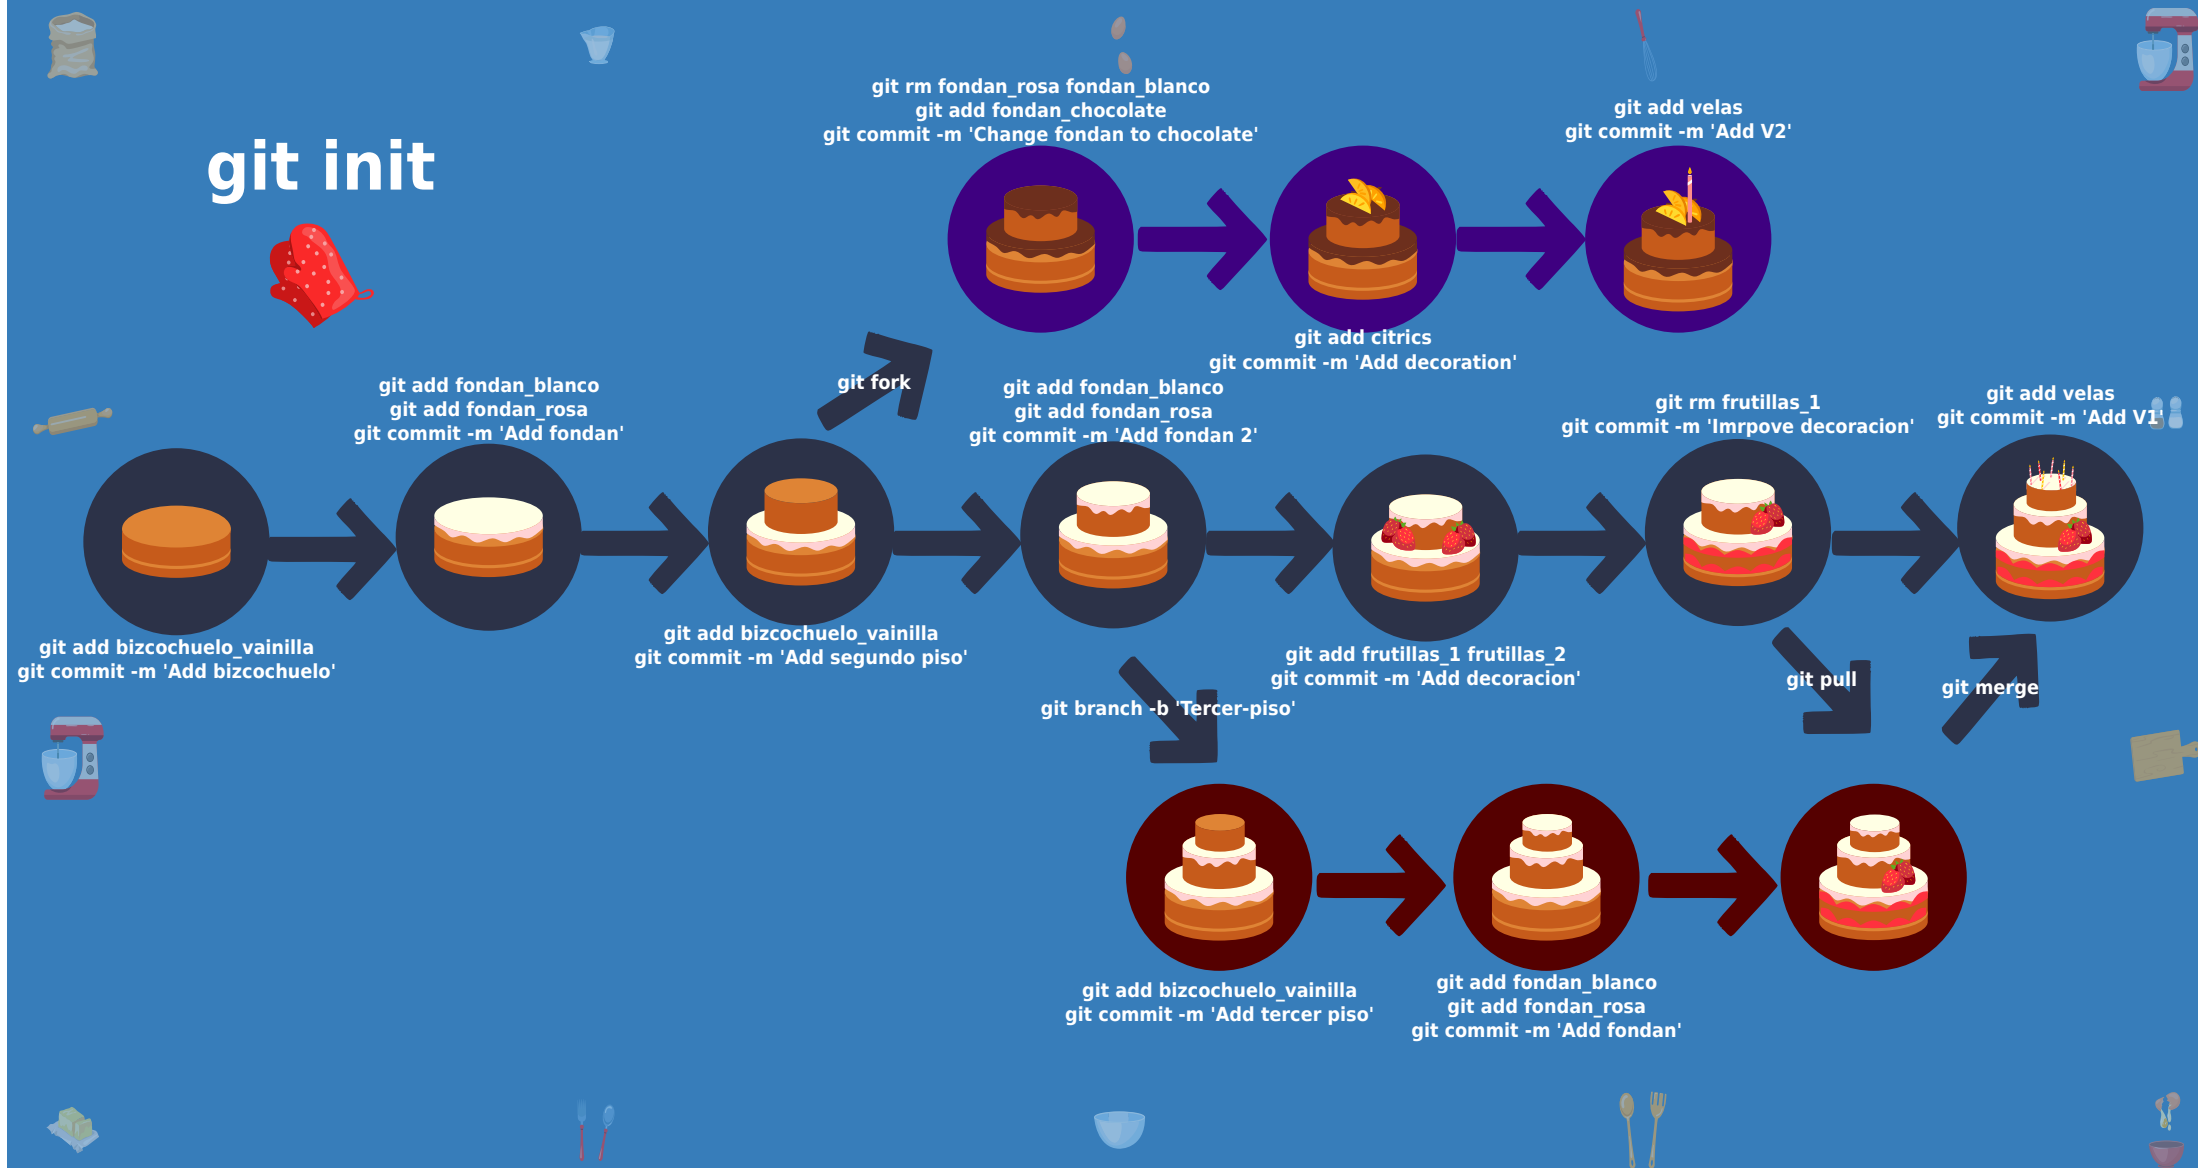 git init
git rm fondan_rosa fondan_blanco
git add fondan_chocolate
git commit -m 'Change fondan to chocolate'
git add velas
git commit -m 'Add V2'
git add citrics
git commit -m 'Add decoration'
git fork
git add fondan_blanco
git add fondan_rosa
git commit -m 'Add fondan'
git add fondan_blanco
git add fondan_rosa
git commit -m 'Add fondan 2'
git rm frutillas_1
git commit -m 'Imrpove decoracion'
git add velas
git commit -m 'Add V1'
git add bizcochuelo_vainilla
git commit -m 'Add bizcochuelo'
git add bizcochuelo_vainilla
git commit -m 'Add segundo piso'
git add frutillas_1 frutillas_2
git commit -m 'Add decoracion'
git branch -b 'Tercer-piso'
git pull
git merge
git add bizcochuelo_vainilla
git commit -m 'Add tercer piso'
git add fondan_blanco
git add fondan_rosa
git commit -m 'Add fondan'